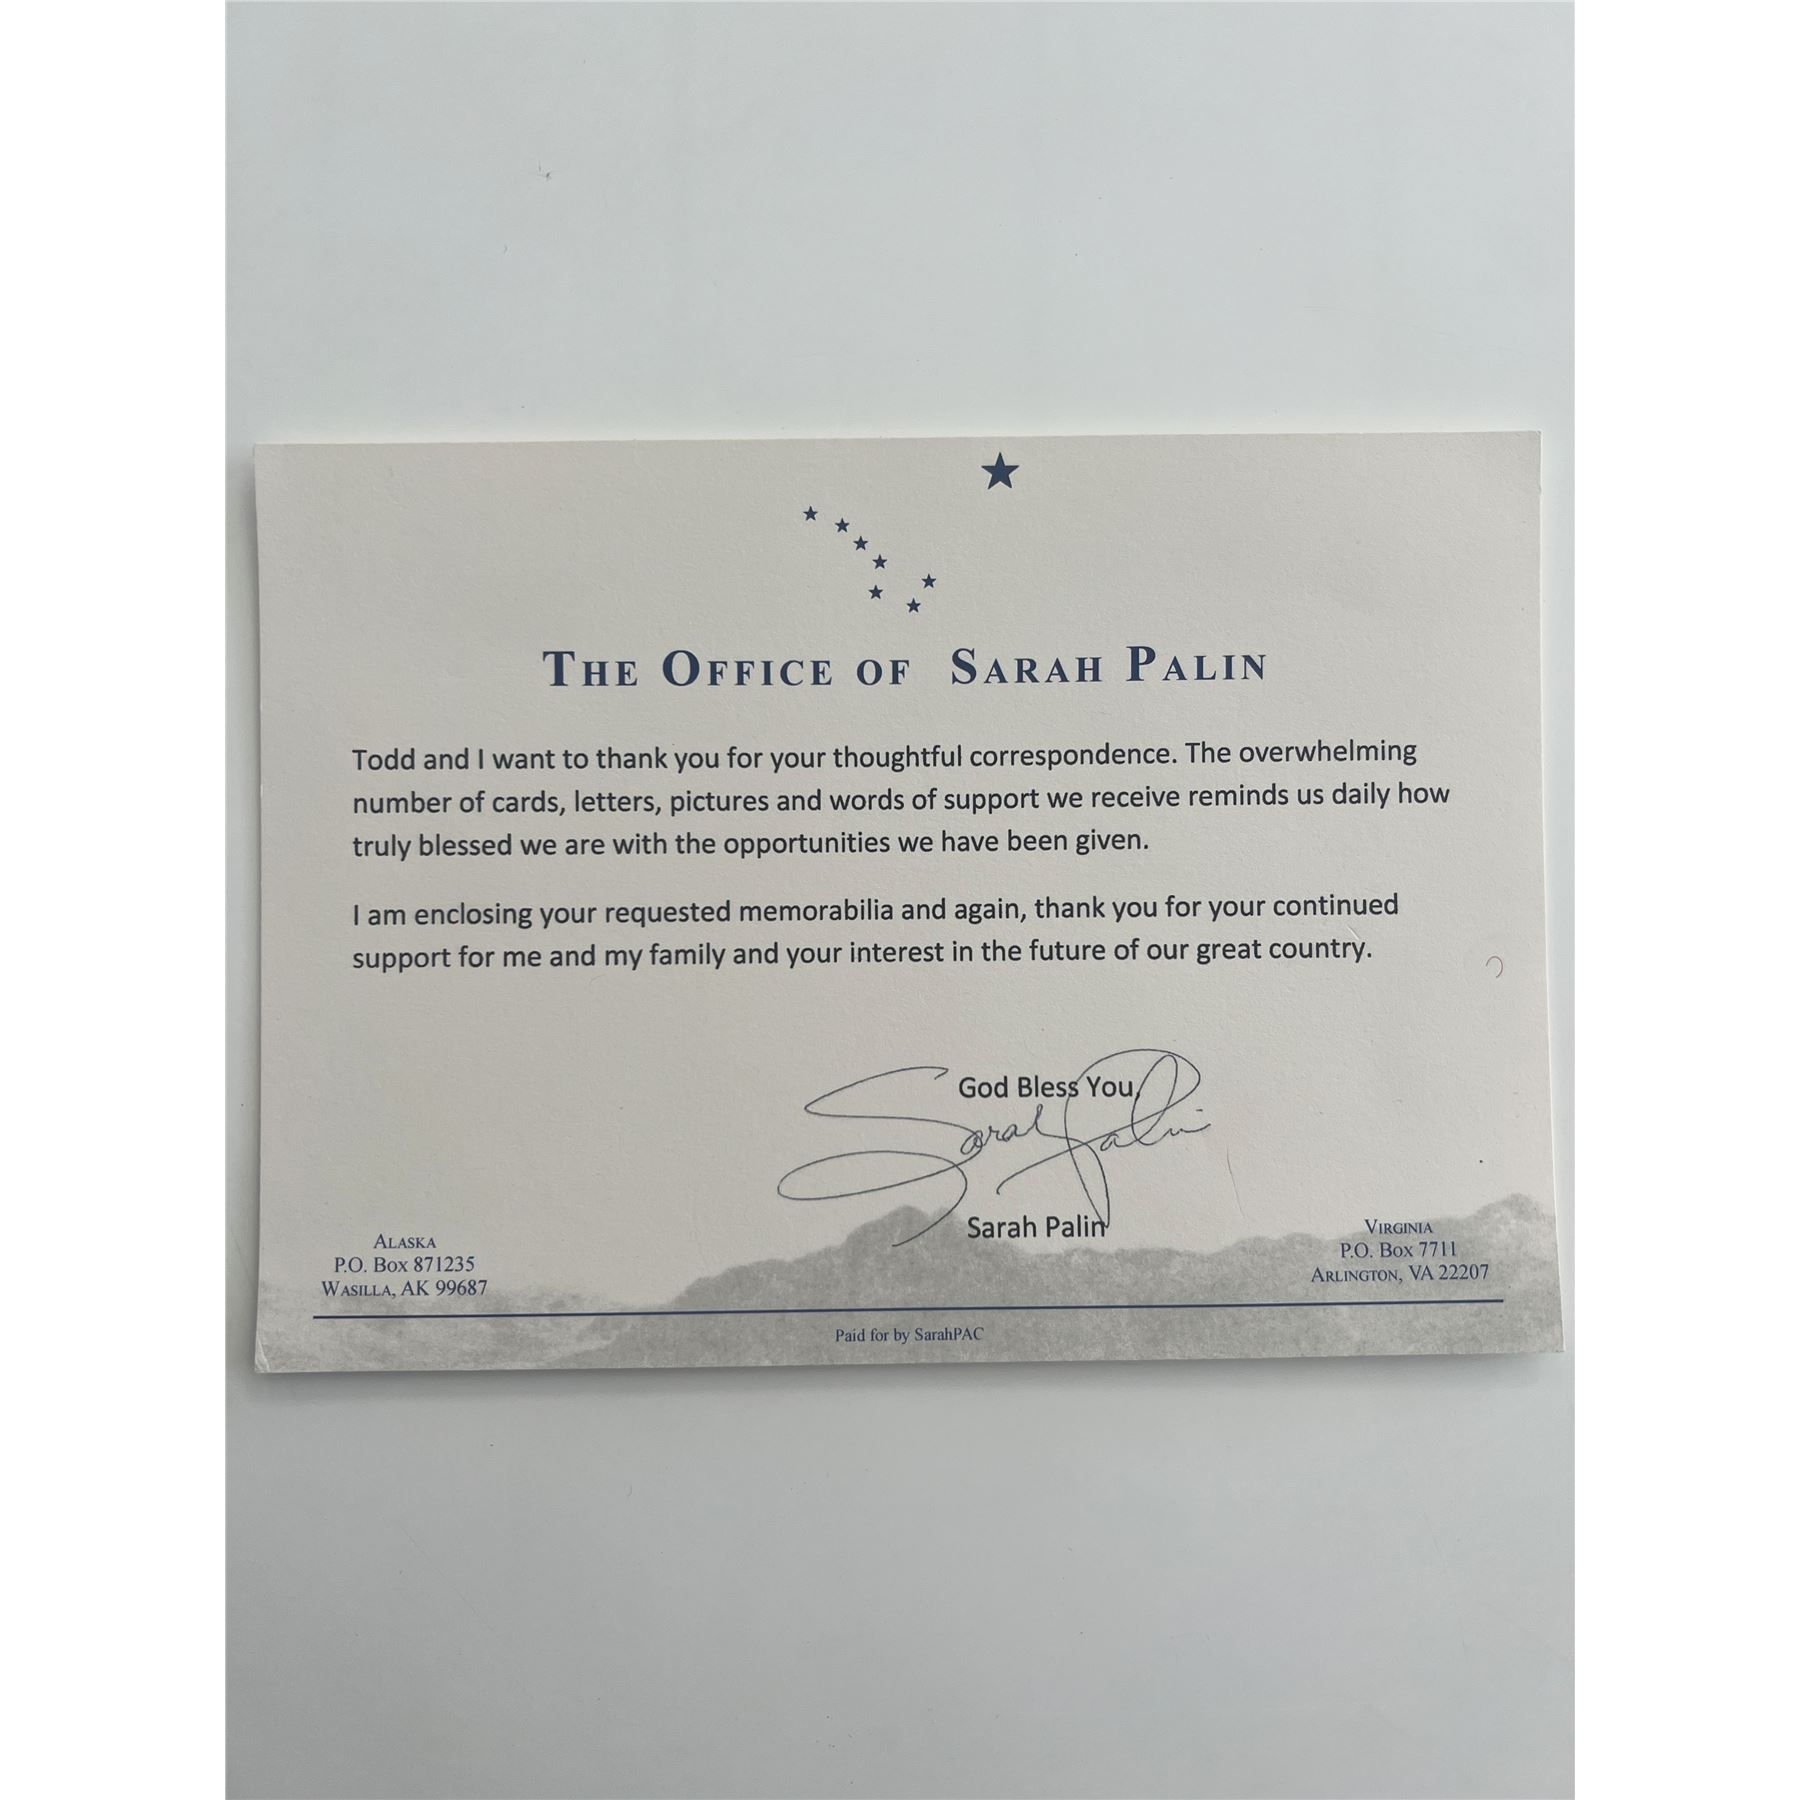 THE OFFICE OF SARAH PALIN
Todd and I want to thank you for your thoughtful correspondence. The overwhelming
number of cards, letters, pictures and words of support we receive reminds us daily how
truly blessed we are with the opportunities we have been given.
I am enclosing your requested memorabilia and again, thank you for your continued
support for me and my family and your interest in the future of our great country.
God Bless You,
Sarah Palin
Sarah Palin
ALASKA
P.O. BOX 871235
WASILLA, AK 99687
VIRGINIA
P.O. BOX 7711
ARLINGTON, VA 22207
Paid for by SarahPAC